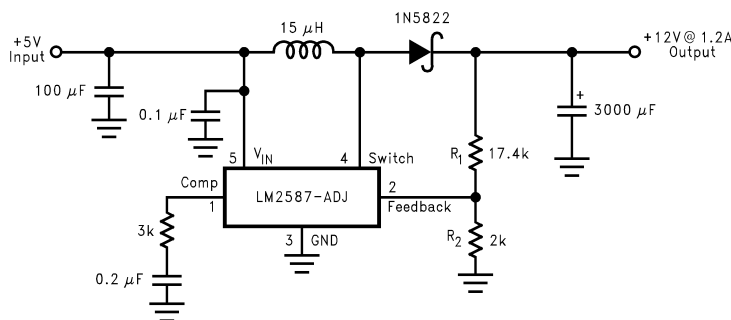 +5V
Input
15 μH
1N5822
+12V@ 1.2A
Output
100 μF
0.1 μF
+
3000 μF
5
VIN
4
Switch
R1
17.4k
Comp
1
LM2587-ADJ
2
Feedback
3k
3
GND
R2
2k
0.2 μF